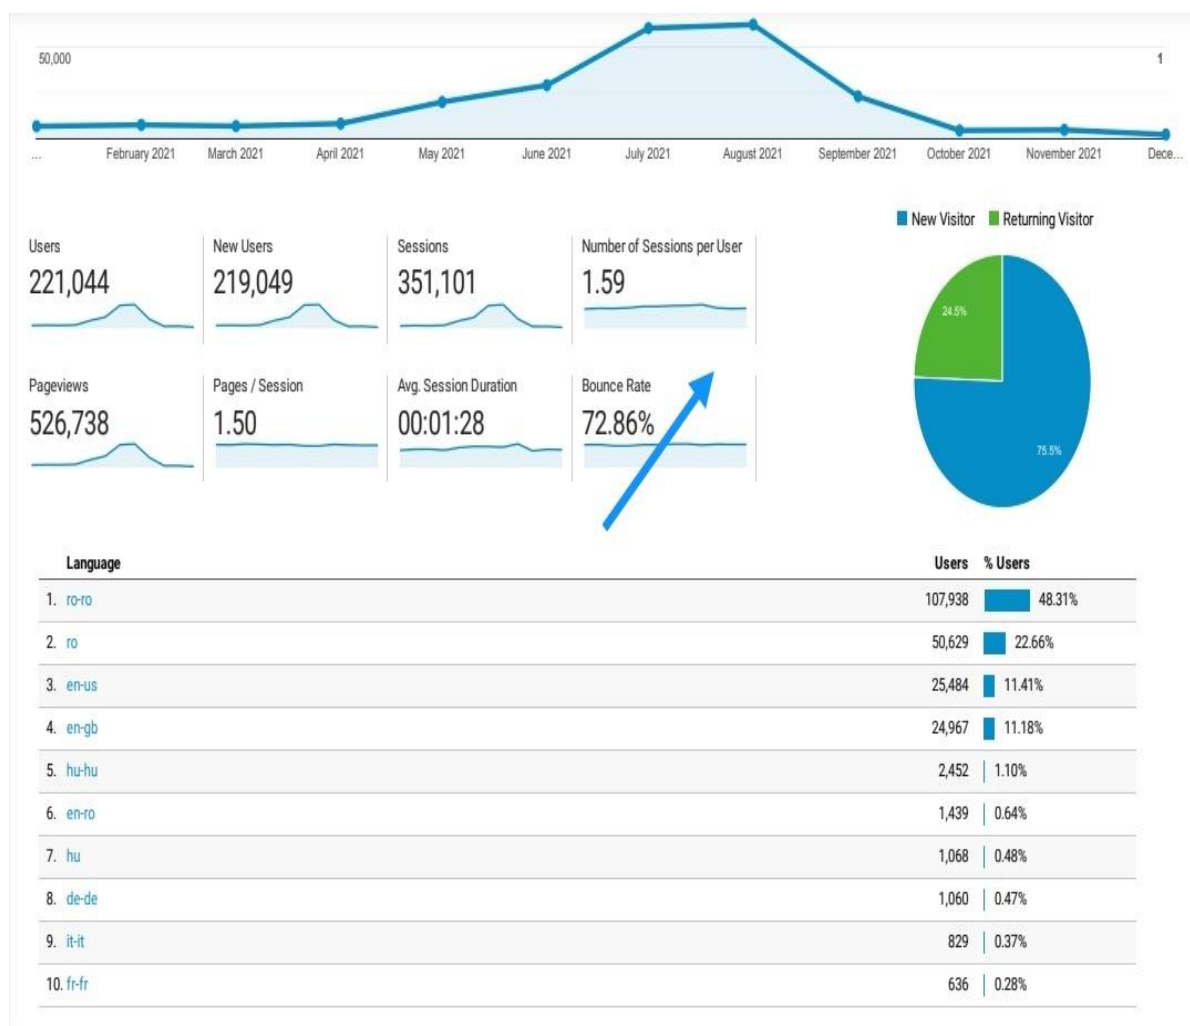 50,000 1
... February 2021 March 2021 April 2021 May 2021 June 2021 July 2021 August 2021 September 2021 October 2021 November 2021 Dece...
New Visitor Returning Visitor
Users New Users Sessions Number of Sessions per User
221,044 219,049 351,101 1.59
24.5%
Pageviews Pages / Session Avg. Session Duration Bounce Rate
526,738 1.50 00:01:28 72.86%
75.5%
Language Users % Users
1. ro-ro 107,938 48.31%
2. ro 50,629 22.66%
3. en-us 25,484 11.41%
4. en-gb 24,967 11.18%
5. hu-hu 2,452 1.10%
6. en-ro 1,439 0.64%
7. hu 1,068 0.48%
8. de-de 1,060 0.47%
9. it-it 829 0.37%
10. fr-fr 636 0.28%